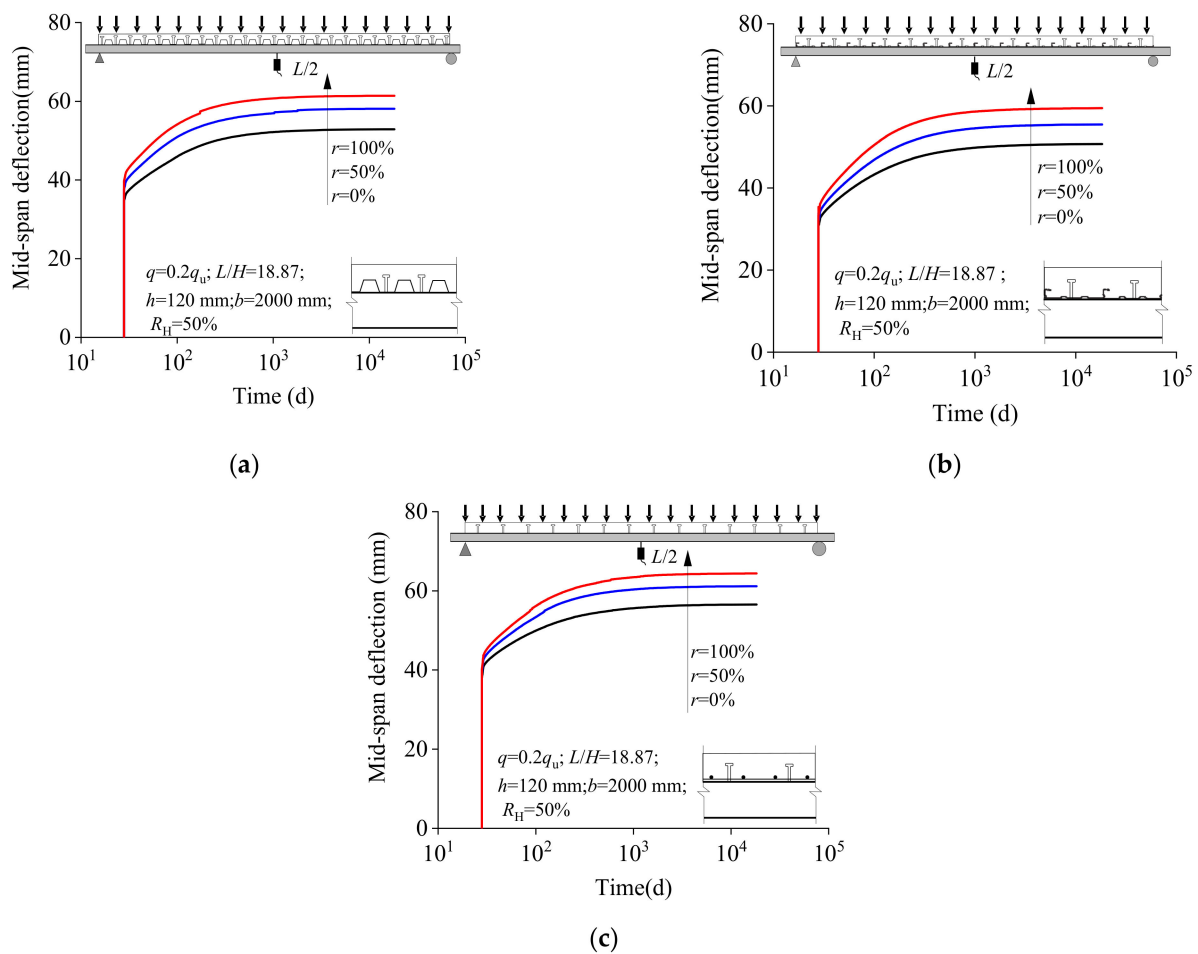 80
60
40
20
0
Mid-span deflection(mm)
L/2
r=100%
r=50%
r=0%
q=0.2qu; L/H=18.87;
h=120 mm;b=2000 mm;
RH=50%
10^1 10^2 10^3 10^4 10^5
Time (d)
(a)
80
60
40
20
0
Mid-span deflection(mm)
L/2
r=100%
r=50%
r=0%
q=0.2qu; L/H=18.87 ;
h=120 mm;b=2000 mm;
RH=50%
10^1 10^2 10^3 10^4 10^5
Time (d)
(b)
80
60
40
20
0
Mid-span deflection (mm)
L/2
r=100%
r=50%
r=0%
q=0.2qu; L/H=18.87;
h=120 mm;b=2000 mm;
RH=50%
10^1 10^2 10^3 10^4 10^5
Time(d)
(c)